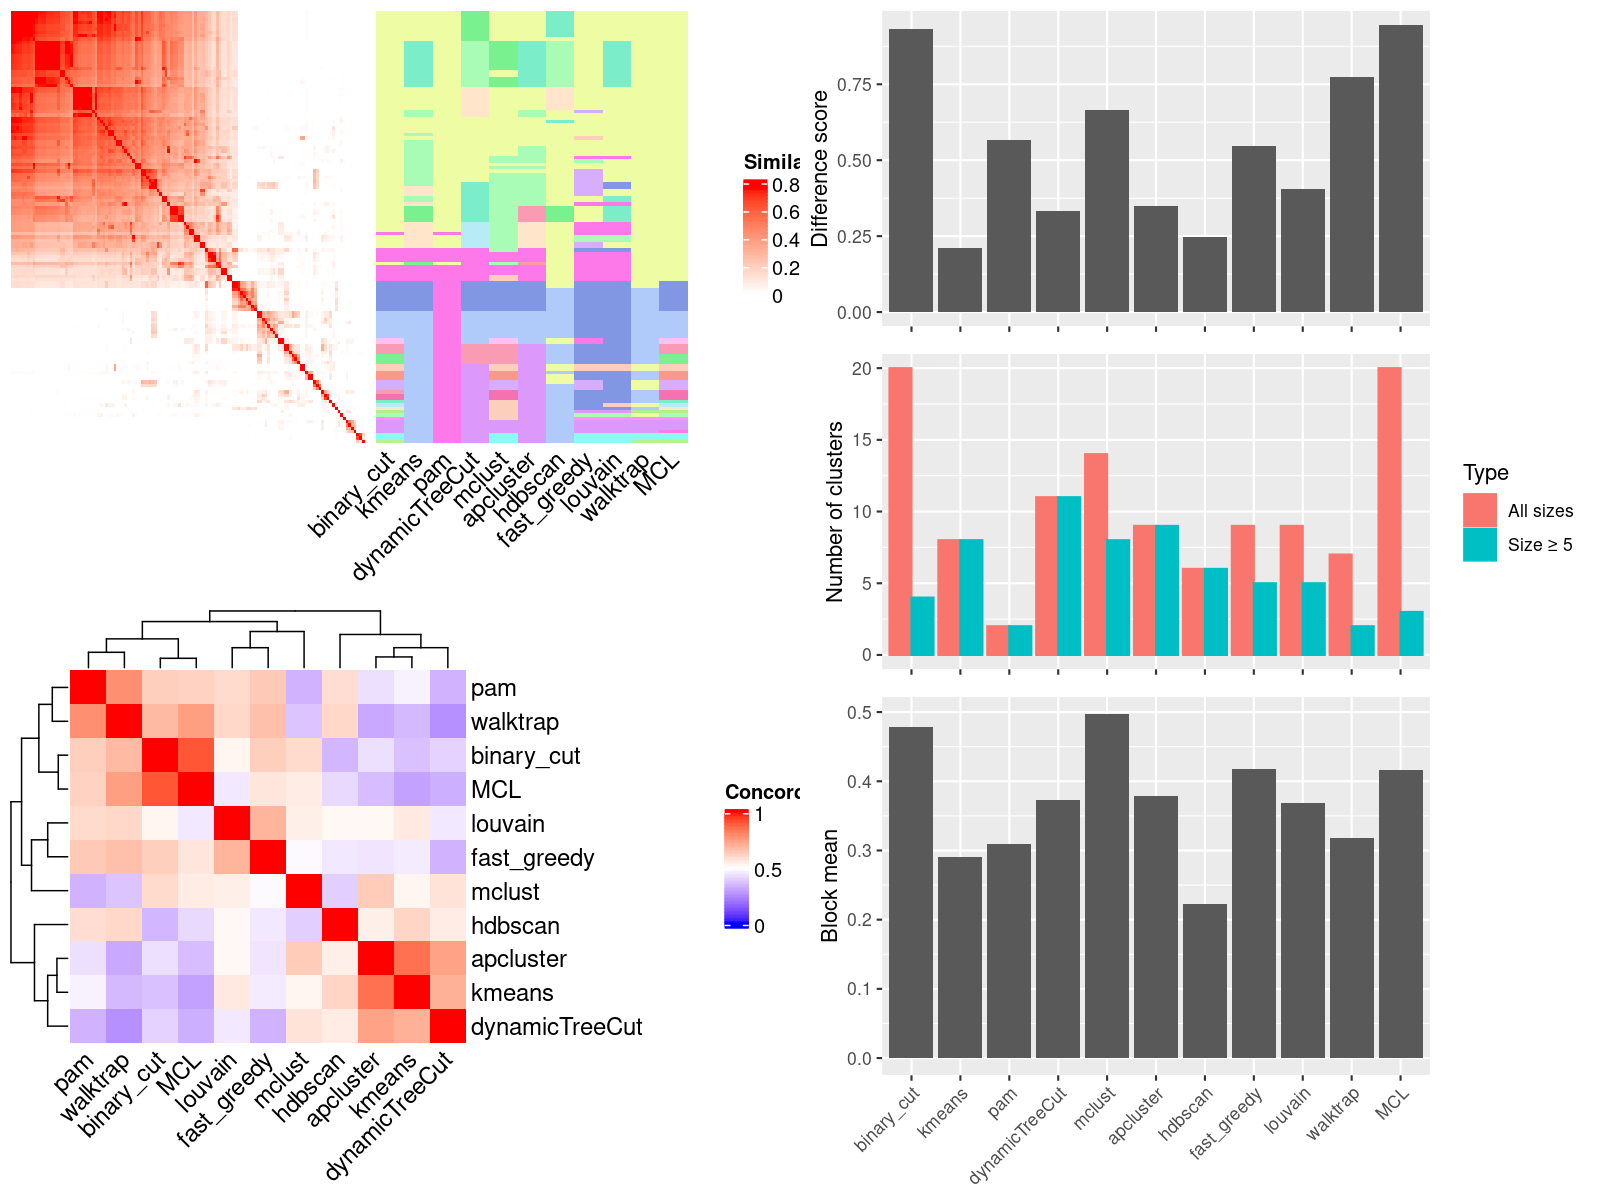 Simila
0.8
0.6
0.4
0.2
0
binary_cut
kmeans
pam
dynamicTreeCut
mclust
apcluster
hdbscan
fast_greedy
louvain
walktrap
MCL
Difference score
0.75
0.50
0.25
0.00
Number of clusters
20
15
10
5
0
Type
All sizes
Size ≥ 5
pam
walktrap
binary_cut
MCL
louvain
fast_greedy
mclust
hdbscan
apcluster
kmeans
dynamicTreeCut
pam
walktrap
binary_cut
MCL
louvain
fast_greedy
mclust
hdbscan
apcluster
kmeans
dynamicTreeCut
Concord
1
0.5
0
Block mean
0.5
0.4
0.3
0.2
0.1
0.0
binary_cut
kmeans
pam
dynamicTreeCut
mclust
apcluster
hdbscan
fast_greedy
louvain
walktrap
MCL